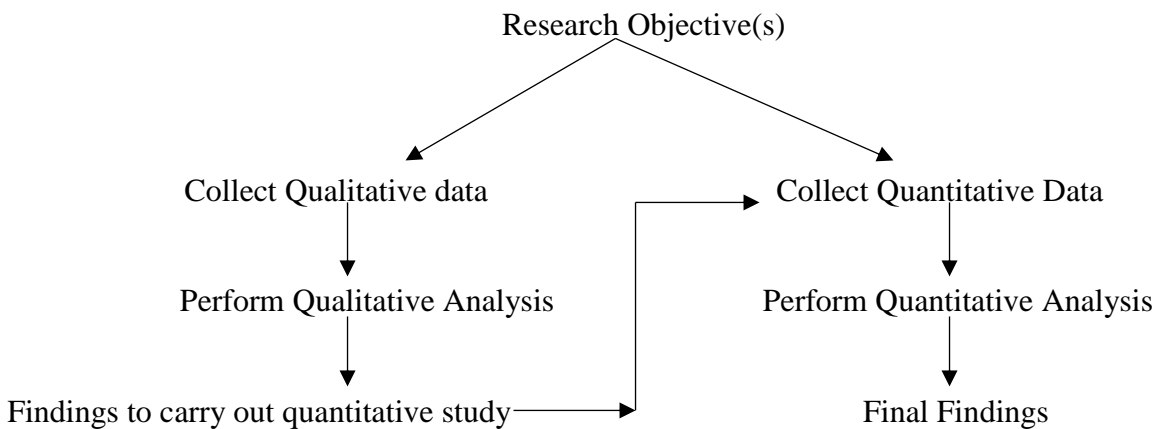 Research Objective(s)
Collect Qualitative data
Collect Quantitative Data
Perform Qualitative Analysis
Perform Quantitative Analysis
Findings to carry out quantitative study
Final Findings